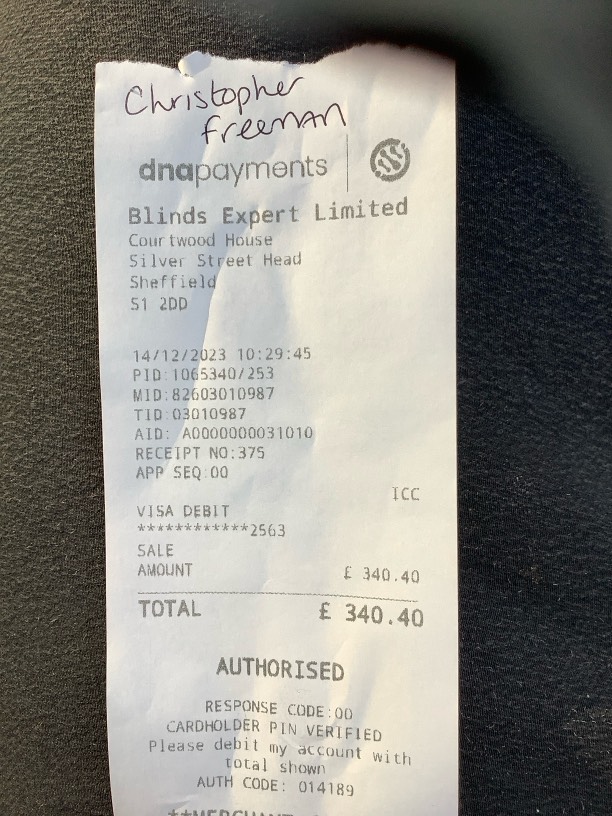 Christopher
freeman
dnapayments
Blinds Expert Limited
Courtwood House
Silver Street Head
Sheffield
S1 2DD
14/12/2023 10:29:45
PID:1065340/253
MID:82603010987
TID:03010987
AID: A0000000031010
RECEIPT NO:375
APP SEQ:00
ICC
VISA DEBIT
************2563
SALE
AMOUNT £ 340.40
TOTAL £ 340.40
AUTHORISED
RESPONSE CODE:00
CARDHOLDER PIN VERIFIED
Please debit my account with
total shown
AUTH CODE: 014189